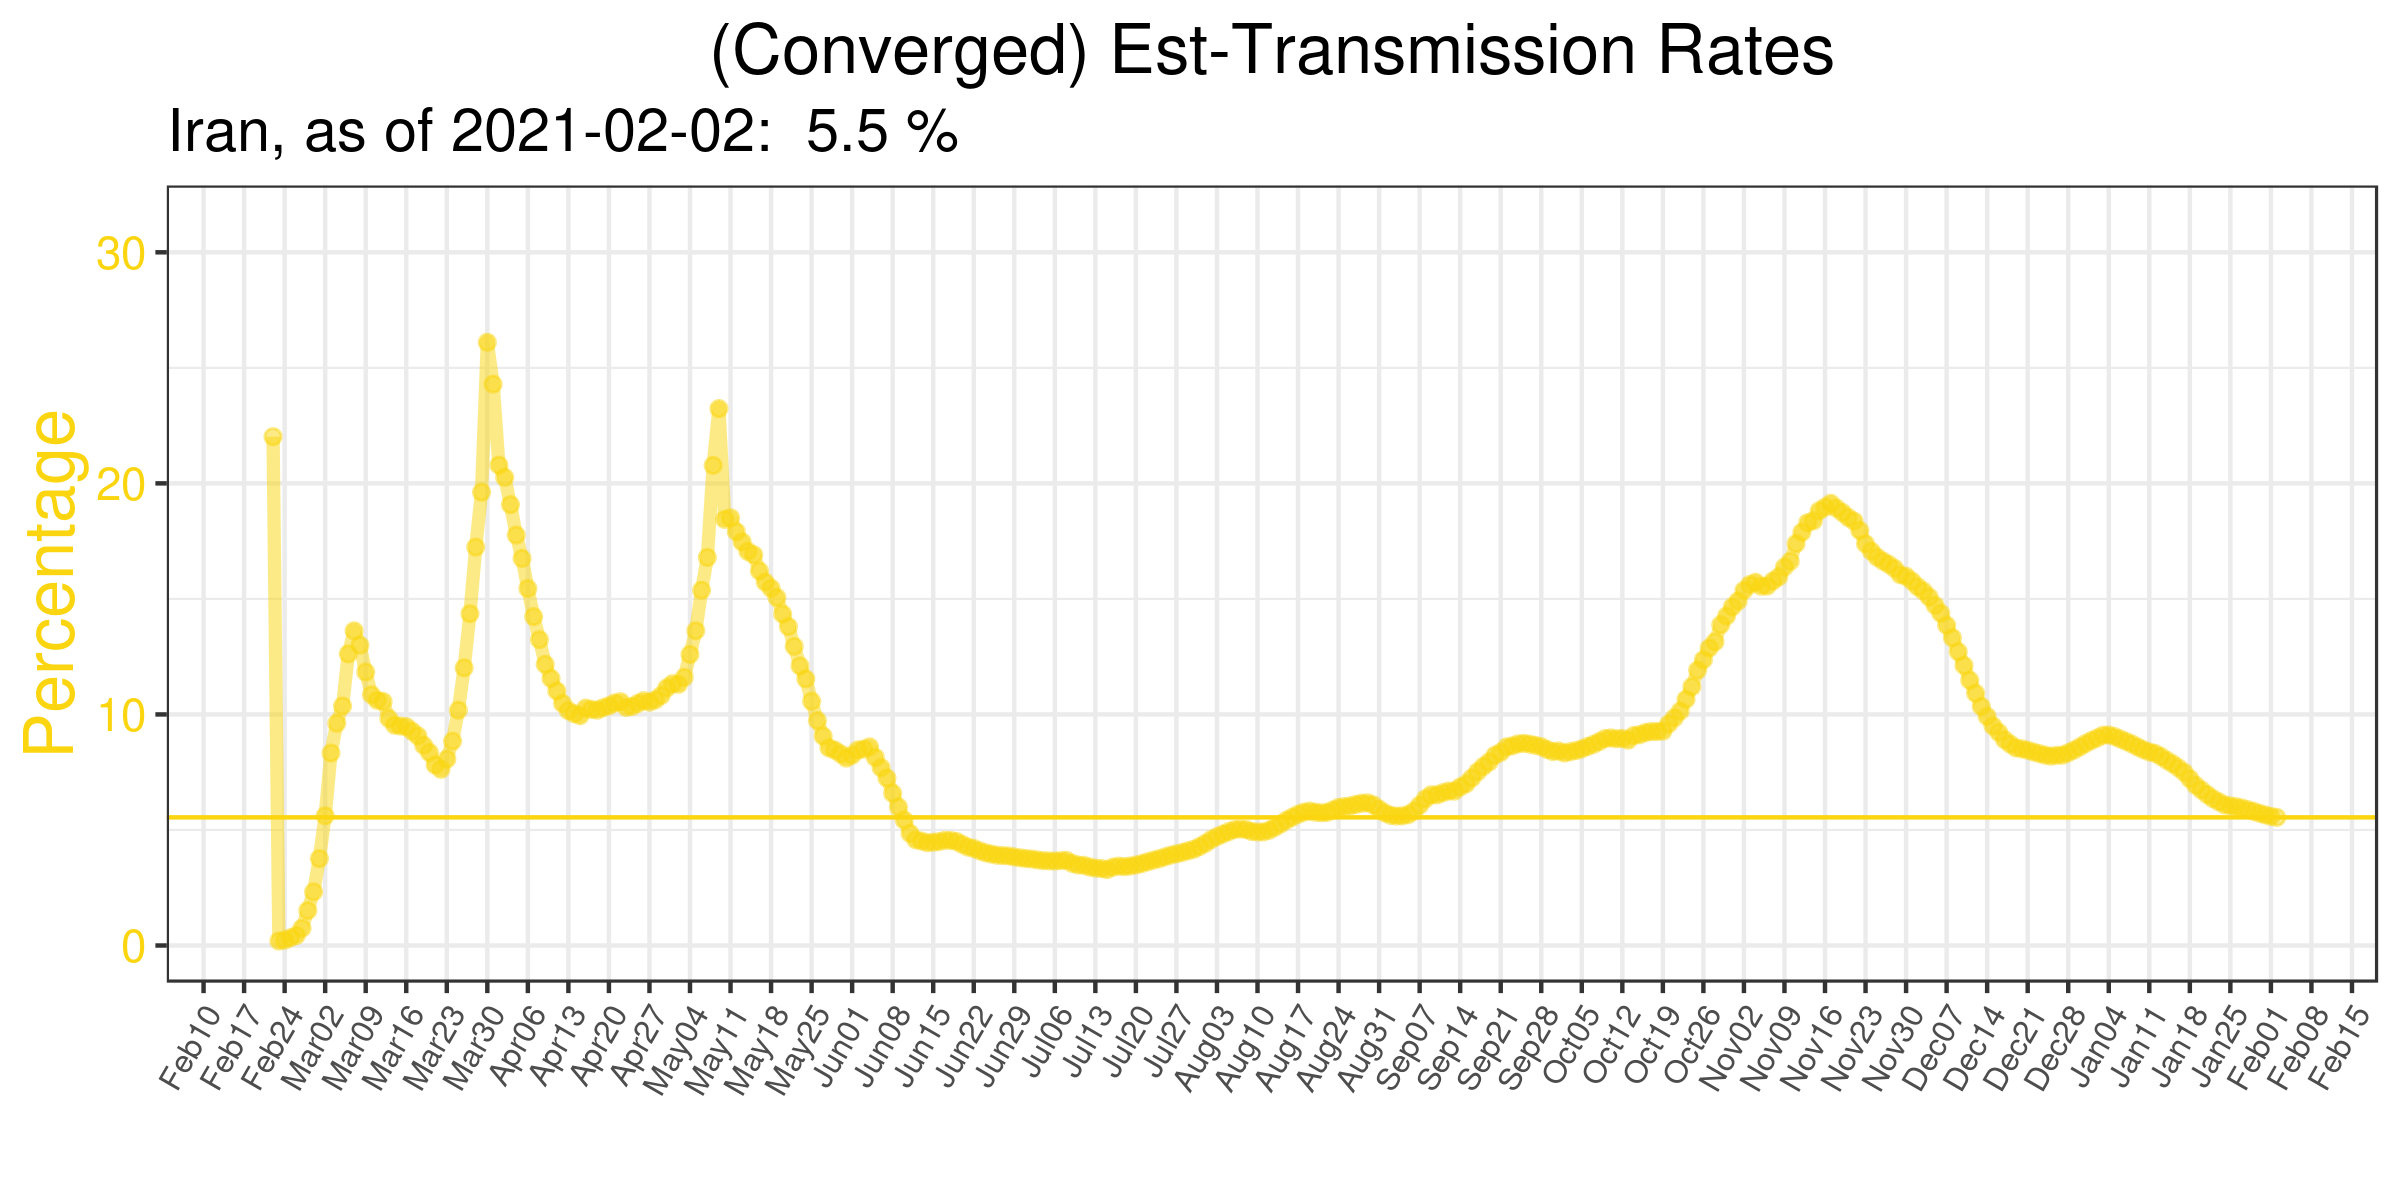 (Converged) Est-Transmission Rates
Iran, as of 2021-02-02:  5.5 %
Percentage
30
20
10
0
Feb10
Feb17
Feb24
Mar02
Mar09
Mar16
Mar23
Mar30
Apr06
Apr13
Apr20
Apr27
May04
May11
May18
May25
Jun01
Jun08
Jun15
Jun22
Jun29
Jul06
Jul13
Jul20
Jul27
Aug03
Aug10
Aug17
Aug24
Aug31
Sep07
Sep14
Sep21
Sep28
Oct05
Oct12
Oct19
Oct26
Nov02
Nov09
Nov16
Nov23
Nov30
Dec07
Dec14
Dec21
Dec28
Jan04
Jan11
Jan18
Jan25
Feb01
Feb08
Feb15